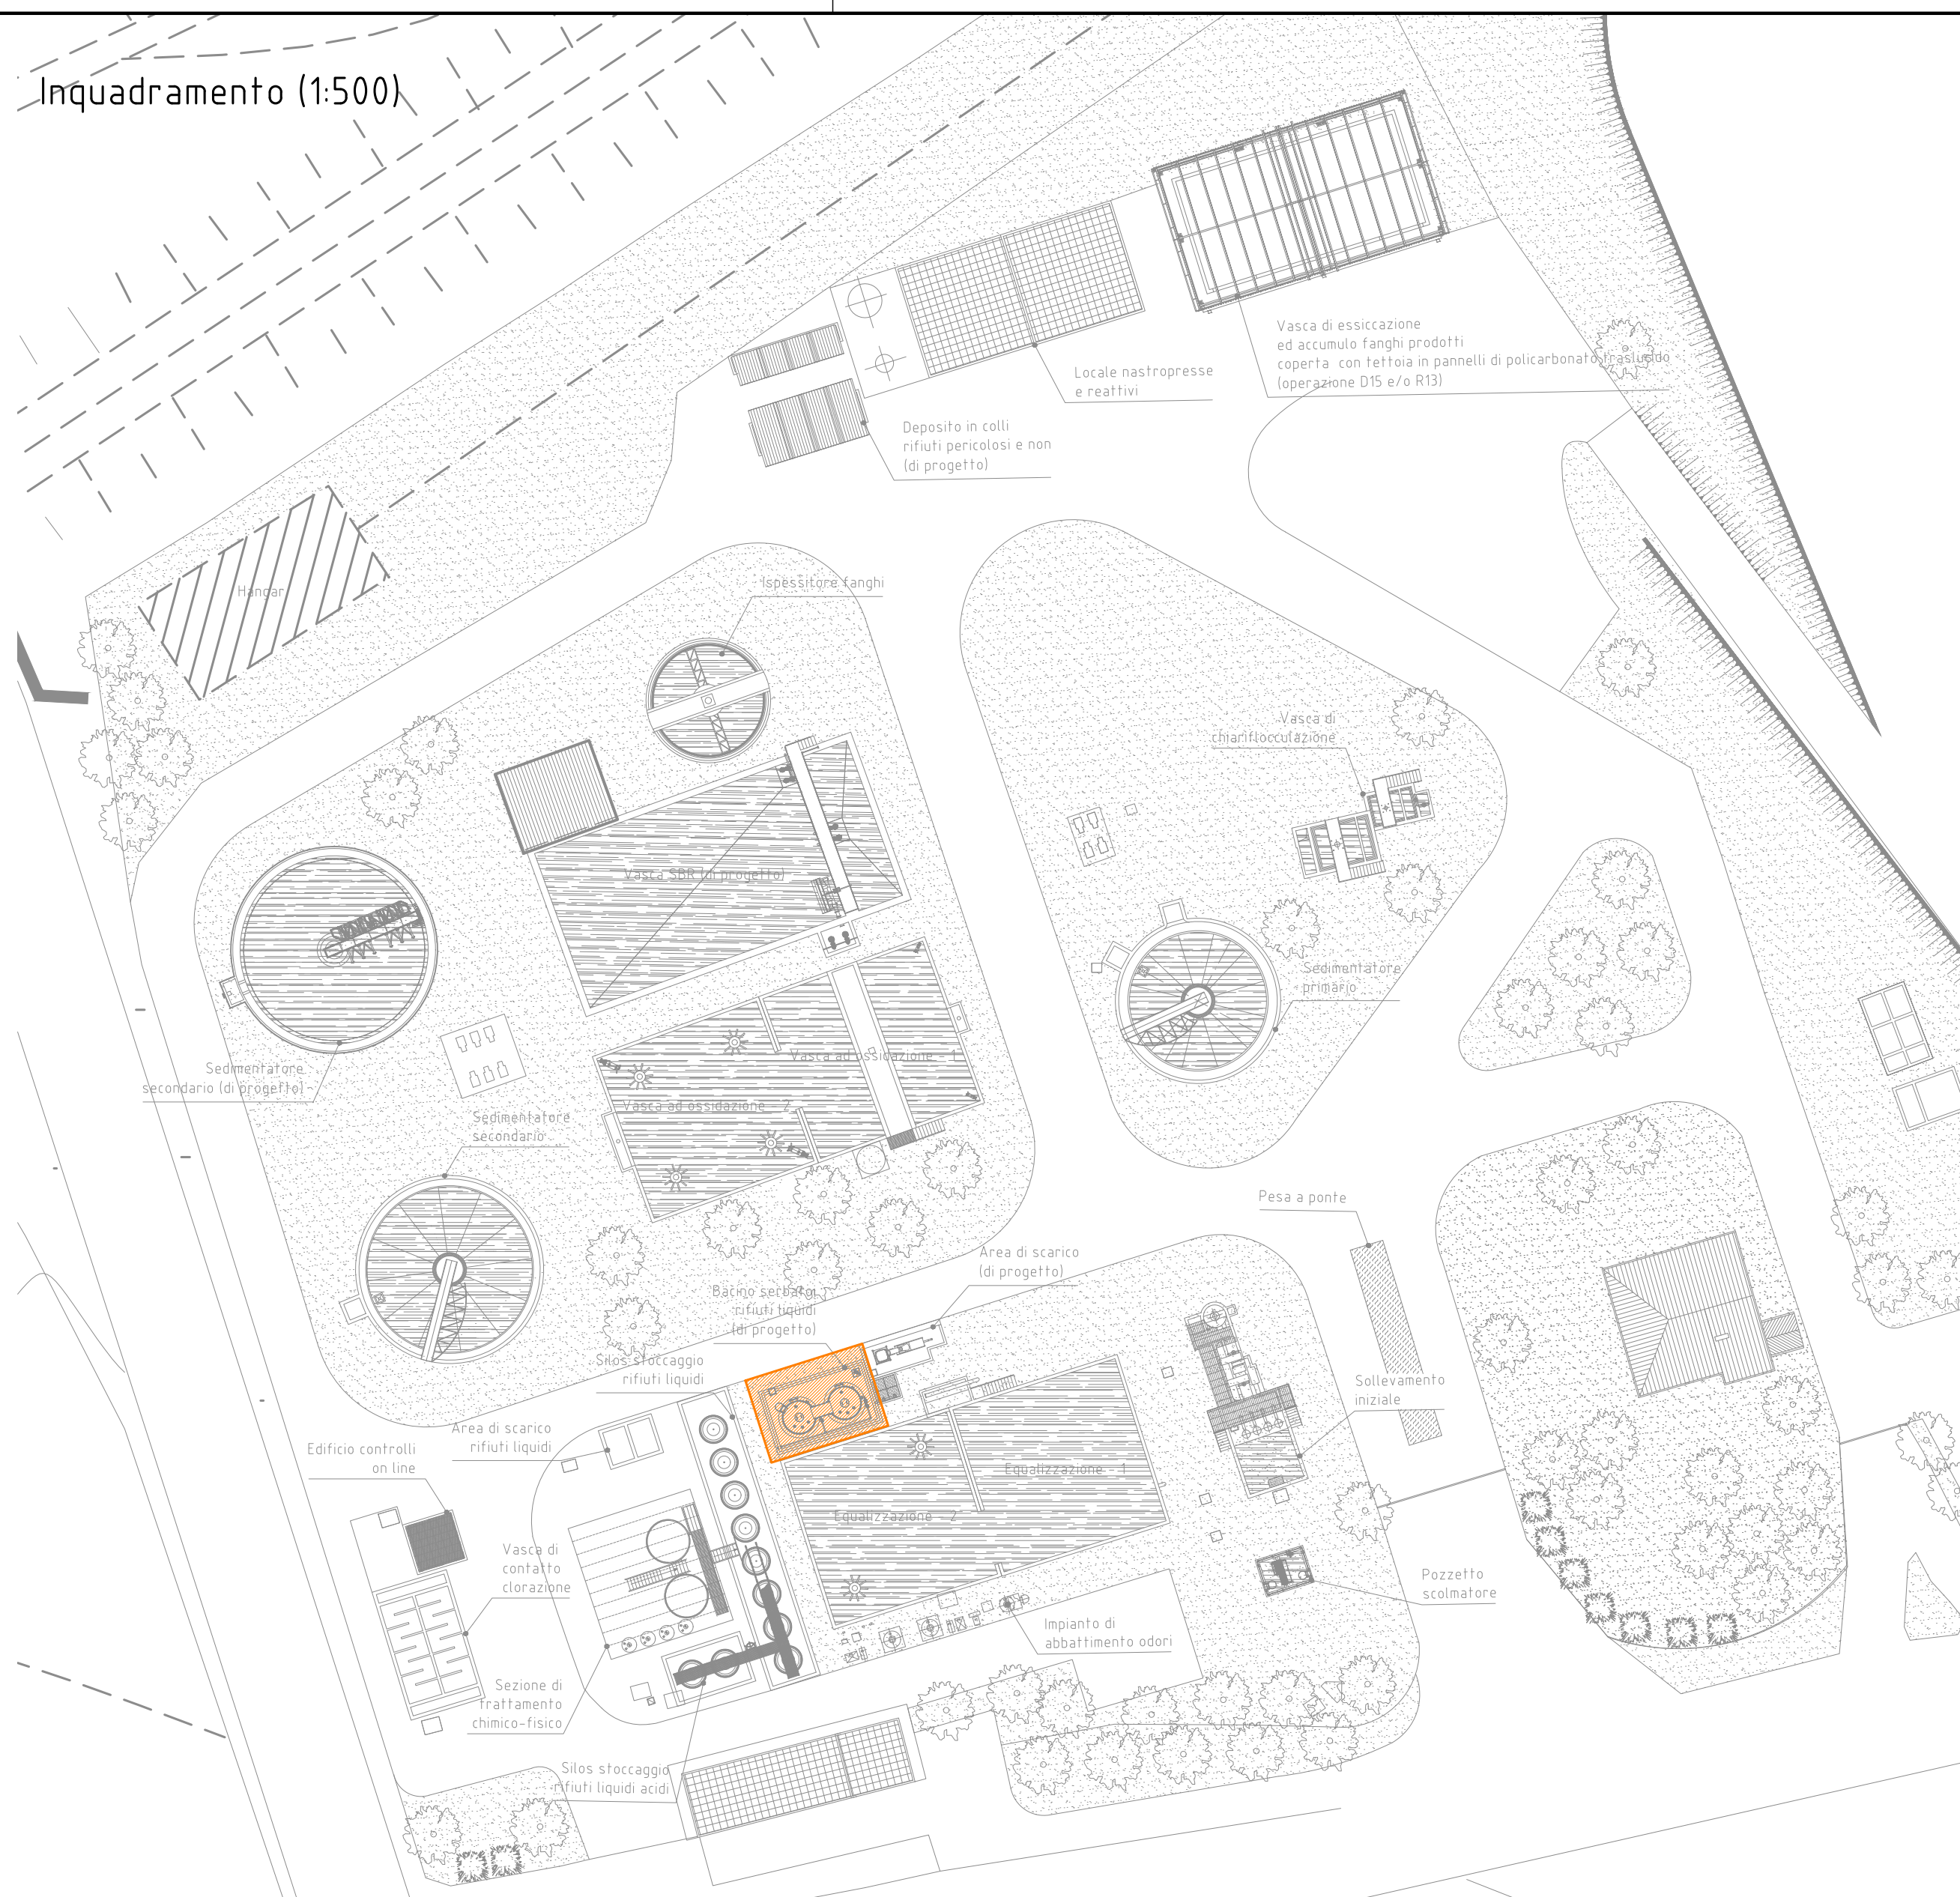 Inquadramento (1:500)
Vasca di essiccazione
ed accumulo fanghi prodotti
coperta con tettoia in pannelli di policarbonato traslucido
(operazione D15 e/o R13)
Locale nastropresse
e reattivi
Deposito in colli
rifiuti pericolosi e non
(di progetto)
Hangar
Ispessitore fanghi
Vasca di
chiariflocculazione
Vasca SBR (di progetto)
Sedimentatore
primario
Vasca ad ossidazione - 1
Sedimentatore
secondario (di progetto)
Vasca ad ossidazione - 2
Sedimentatore
secondario
Pesa a ponte
Area di scarico
(di progetto)
Bacino serbatoi
rifiuti liquidi
(di progetto)
Silos stoccaggio
rifiuti liquidi
Sollevamento
iniziale
Area di scarico
rifiuti liquidi
Edificio controlli
on line
Equalizzazione - 1
Equalizzazione - 2
Vasca di
contatto
clorazione
Pozzetto
scolmatore
Impianto di
abbattimento odori
Sezione di
trattamento
chimico-fisico
Silos stoccaggio
rifiuti liquidi acidi